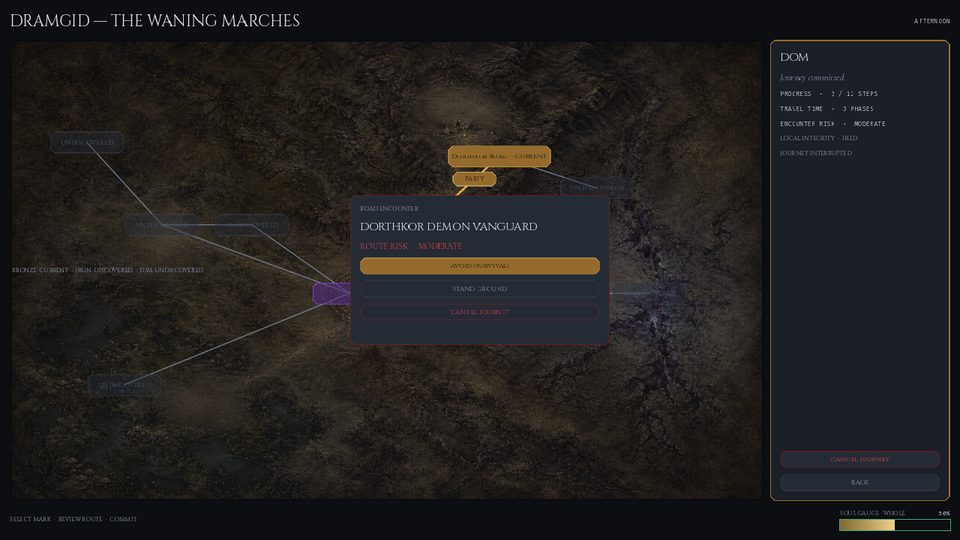 DRAMGID — THE WANING MARCHES
AFTERNOON
DOM
Journey committed
PROGRESS · 3 / 12 STEPS
TRAVEL TIME · 3 PHASES
ENCOUNTER RISK · MODERATE
LOCAL INTEGRITY · HELD
JOURNEY INTERRUPTED
UNDISCOVERED
DORTHKOR ROAD · CURRENT
PARTY
UNDISCOVERED
UNDISCOVERED
UNDISCOVERED
ROAD ENCOUNTER
DORTHKOR DEMON VANGUARD
ROUTE RISK · MODERATE
AVOID (SURVIVAL)
STAND GROUND
CANCEL JOURNEY
BRONZE: CURRENT · IRON: DISCOVERED · DIM: UNDISCOVERED
UNDISCOVERED
CANCEL JOURNEY
BACK
SELECT MARK · REVIEW ROUTE · COMMIT
SOUL GAUGE · WHOLE
50%